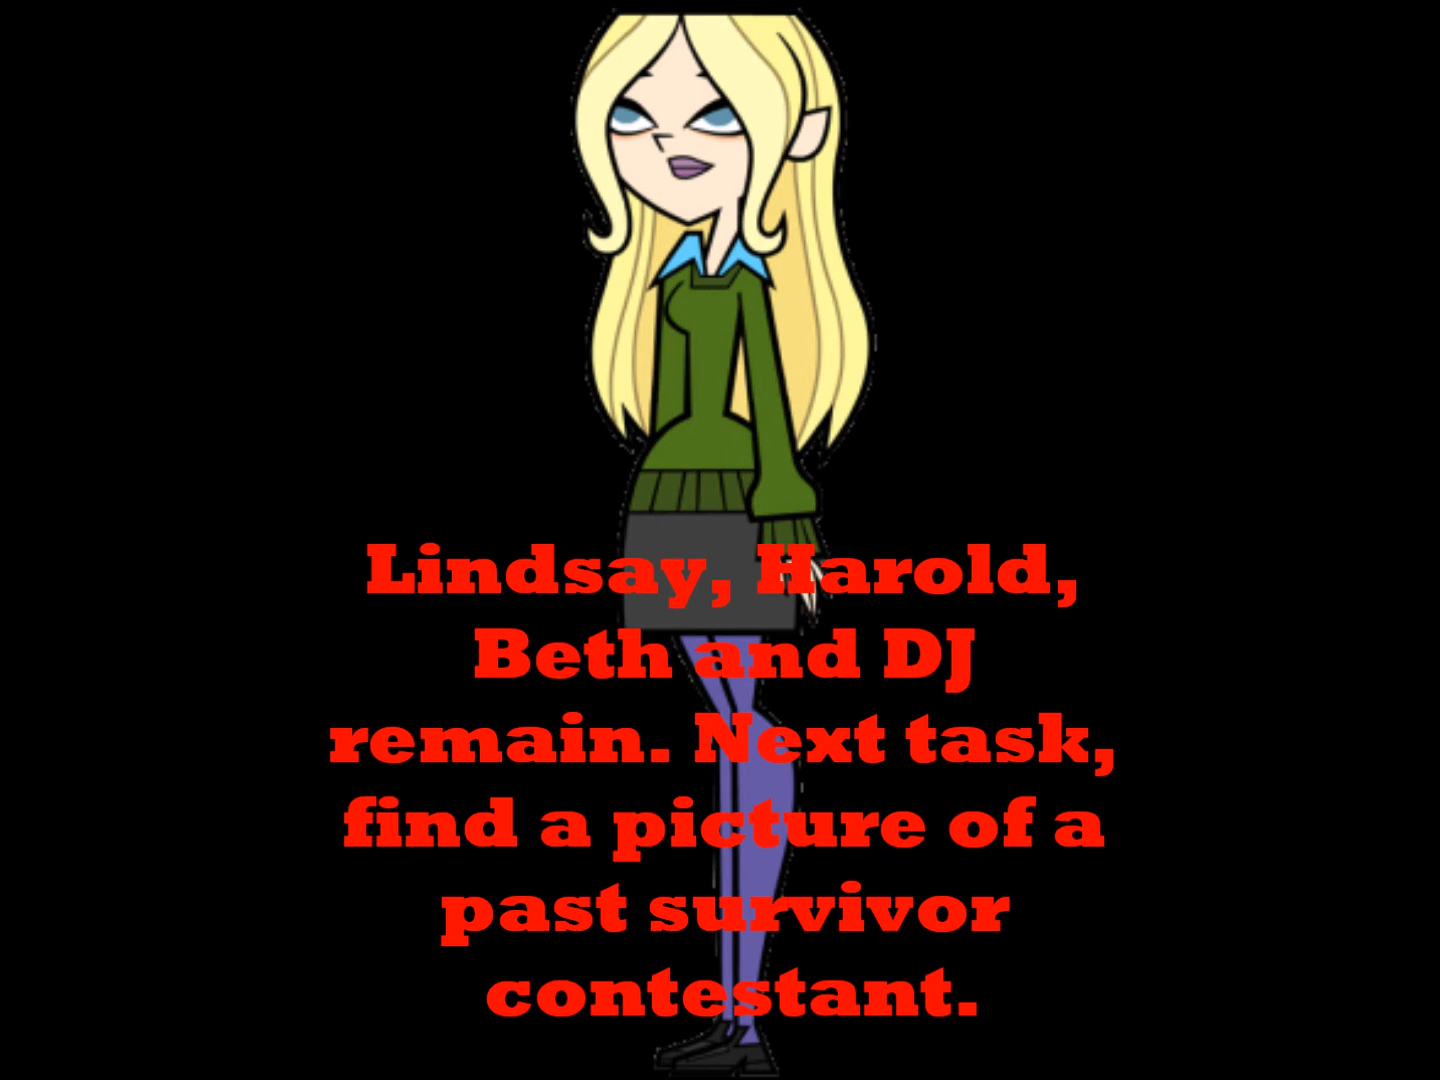 Lindsay, Harold,
Beth and DJ
remain. Next task,
find a picture of a
past survivor
contestant.